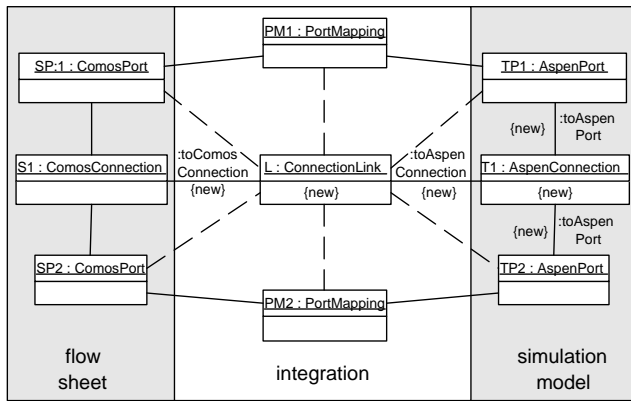 PM1 : PortMapping
SP:1 : ComosPort
TP1 : AspenPort
{new}
:toAspen
Port
:toComos
Connection
{new}
:toAspen
Connection
{new}
S1 : ComosConnection
L : ConnectionLink
{new}
T1 : AspenConnection
{new}
{new}
:toAspen
Port
SP2 : ComosPort
TP2 : AspenPort
PM2 : PortMapping
flow
sheet
integration
simulation
model